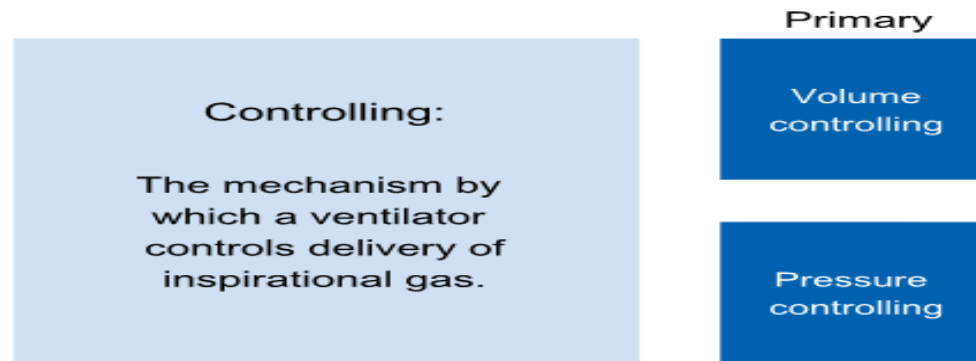 Controlling:
The mechanism by
which a ventilator
controls delivery of
inspirational gas.
Primary
Volume
controlling
Pressure
controlling